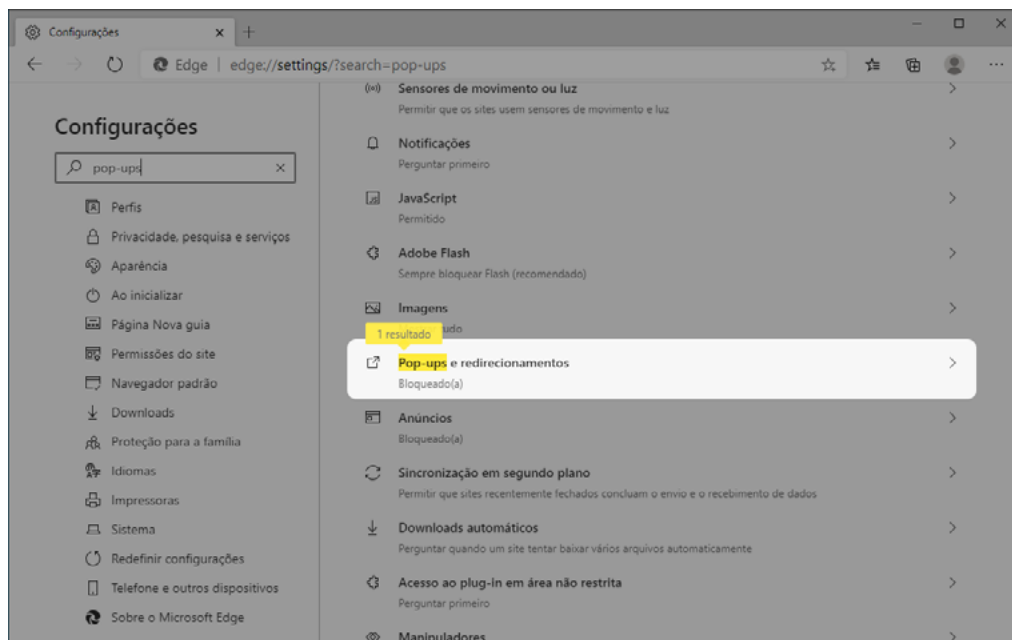 Configurações
Edge | edge://settings/?search=pop-ups
Configurações
pop-ups
Perfis
Privacidade, pesquisa e serviços
Aparência
Ao inicializar
Página Nova guia
Permissões do site
Navegador padrão
Downloads
Proteção para a família
Idiomas
Impressoras
Sistema
Redefinir configurações
Telefone e outros dispositivos
Sobre o Microsoft Edge
Sensores de movimento ou luz
Permitir que os sites usem sensores de movimento e luz
Notificações
Perguntar primeiro
JavaScript
Permitido
Adobe Flash
Sempre bloquear Flash (recomendado)
Imagens
1 resultado
Pop-ups e redirecionamentos
Bloqueado(a)
Anúncios
Bloqueado(a)
Sincronização em segundo plano
Permitir que sites recentemente fechados concluam o envio e o recebimento de dados
Downloads automáticos
Perguntar quando um site tentar baixar vários arquivos automaticamente
Acesso ao plug-in em área não restrita
Perguntar primeiro
Manipuladores